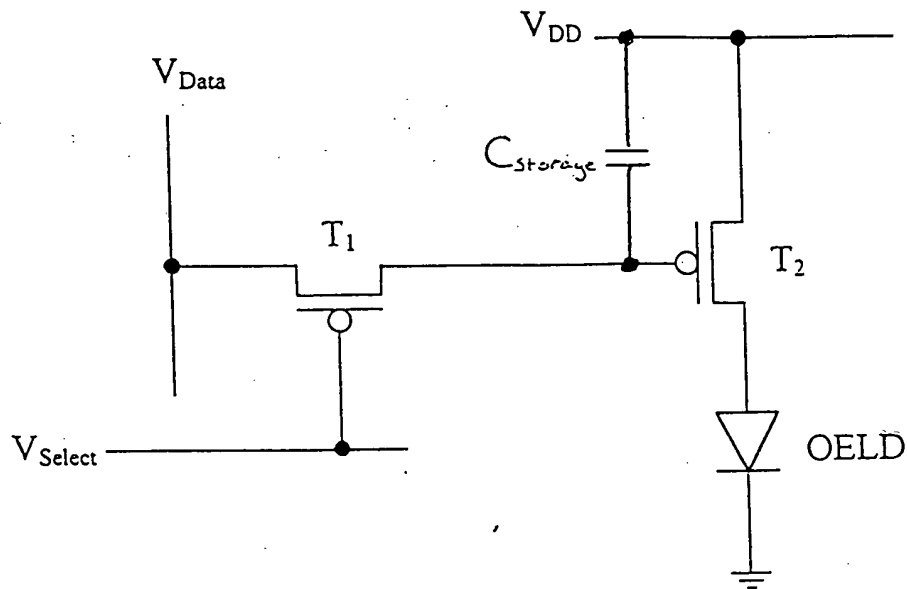 V_DD
V_Data
C_storage
T_1
T_2
V_Select
OELD